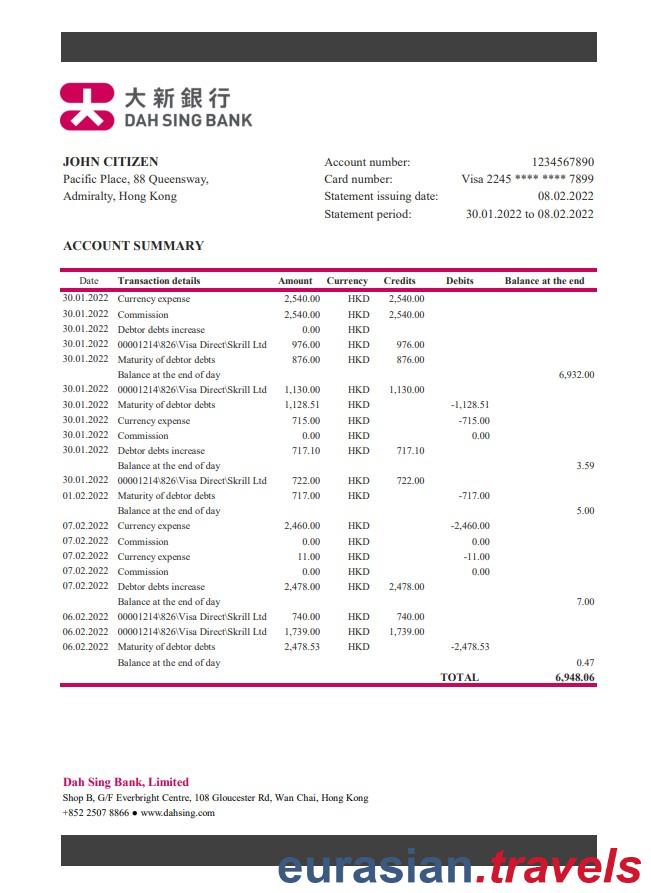 大新銀行
DAH SING BANK
JOHN CITIZEN
Pacific Place, 88 Queensway,
Admiralty, Hong Kong
Account number: 1234567890
Card number: Visa 2245 **** **** 7899
Statement issuing date: 08.02.2022
Statement period: 30.01.2022 to 08.02.2022
ACCOUNT SUMMARY
Date Transaction details Amount Currency Credits Debits Balance at the end
30.01.2022 Currency expense 2,540.00 HKD 2,540.00
30.01.2022 Commission 2,540.00 HKD 2,540.00
30.01.2022 Debtor debts increase 0.00 HKD
30.01.2022 00001214\826\Visa Direct\Skrill Ltd 976.00 HKD 976.00
30.01.2022 Maturity of debtor debts 876.00 HKD 876.00
Balance at the end of day 6,932.00
30.01.2022 00001214\826\Visa Direct\Skrill Ltd 1,130.00 HKD 1,130.00
30.01.2022 Maturity of debtor debts 1,128.51 HKD -1,128.51
30.01.2022 Currency expense 715.00 HKD -715.00
30.01.2022 Commission 0.00 HKD 0.00
30.01.2022 Debtor debts increase 717.10 HKD 717.10
Balance at the end of day 3.59
30.01.2022 00001214\826\Visa Direct\Skrill Ltd 722.00 HKD 722.00
01.02.2022 Maturity of debtor debts 717.00 HKD -717.00
Balance at the end of day 5.00
07.02.2022 Currency expense 2,460.00 HKD -2,460.00
07.02.2022 Commission 0.00 HKD 0.00
07.02.2022 Currency expense 11.00 HKD -11.00
07.02.2022 Commission 0.00 HKD 0.00
07.02.2022 Debtor debts increase 2,478.00 HKD 2,478.00
Balance at the end of day 7.00
06.02.2022 00001214\826\Visa Direct\Skrill Ltd 740.00 HKD 740.00
06.02.2022 00001214\826\Visa Direct\Skrill Ltd 1,739.00 HKD 1,739.00
06.02.2022 Maturity of debtor debts 2,478.53 HKD -2,478.53
Balance at the end of day 0.47
TOTAL 6,948.06
Dah Sing Bank, Limited
Shop B, G/F Everbright Centre, 108 Gloucester Rd, Wan Chai, Hong Kong
+852 2507 8866 ● www.dahsing.com
eurasian.travels